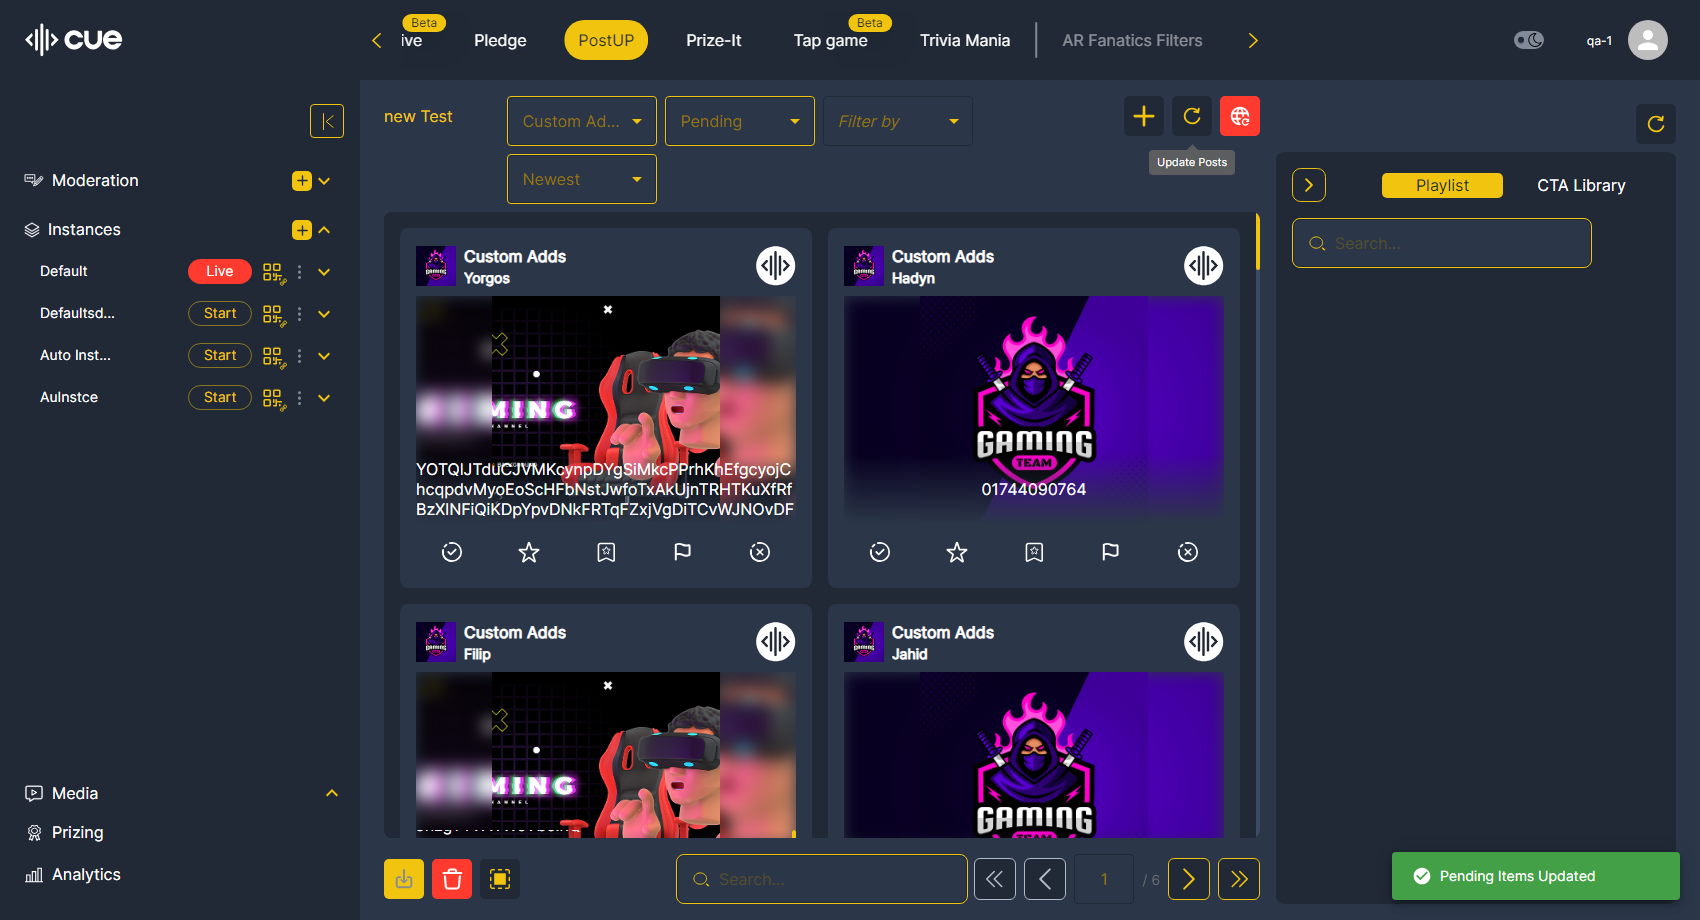 cue
Beta
ive
Pledge
PostUP
Prize-It
Beta
Tap game
Trivia Mania
AR Fanatics Filters
qa-1
new Test
Custom Ad...
Pending
Filter by
Newest
Update Posts
Moderation
Instances
Default
Live
Defaultsd...
Start
Auto Inst...
Start
AuInstce
Start
Media
Prizing
Analytics
Custom Adds
Yorgos
MING
CHANNEL
Custom Adds
Hadyn
GAMING
TEAM
01744090764
Custom Adds
Filip
MING
CHANNEL
Custom Adds
Jahid
GAMING
TEAM
Search...
1
/ 6
Playlist
CTA Library
Search...
Pending Items Updated